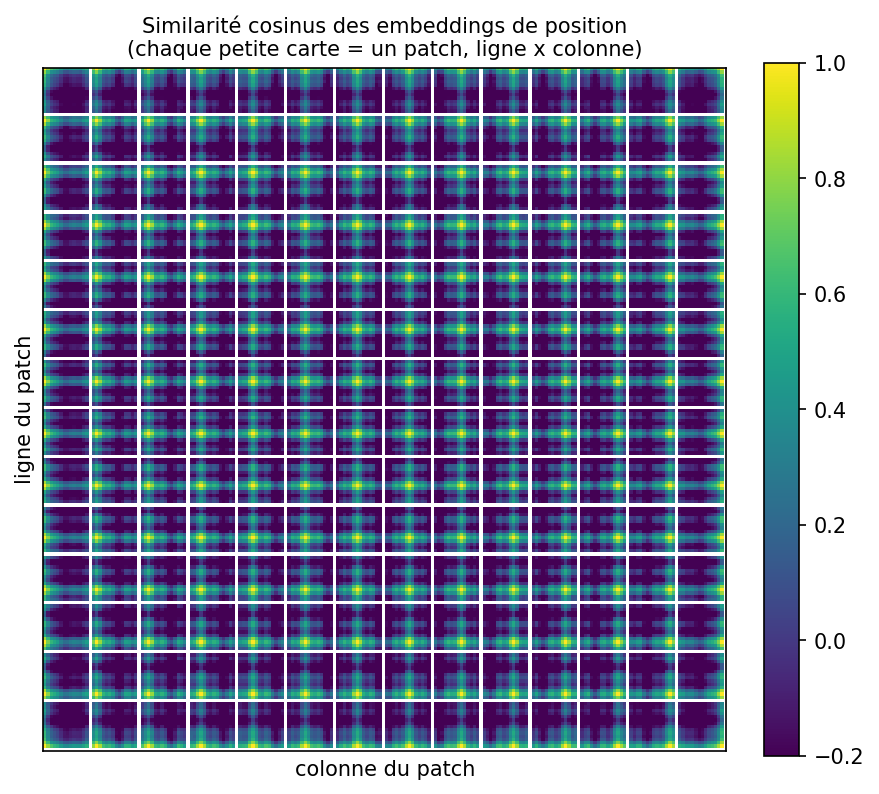 Similarité cosinus des embeddings de position
(chaque petite carte = un patch, ligne x colonne)
1.0
0.8
0.6
0.4
0.2
0.0
−0.2
ligne du patch
colonne du patch